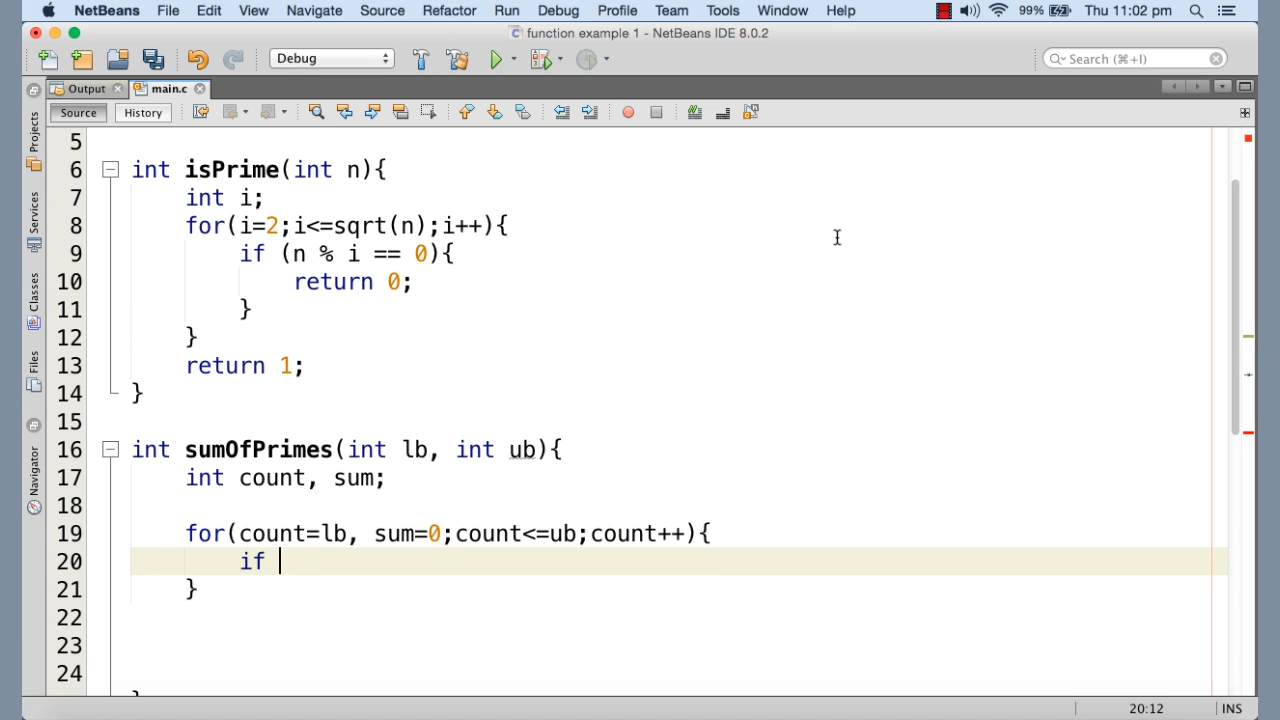 NetBeans File Edit View Navigate Source Refactor Run Debug Profile Team Tools Window Help 99% Thu 11:02 pm
function example 1 - NetBeans IDE 8.0.2
Debug Search (⌘+I)
Output main.c
Source History
Projects
Services
Classes
Files
Navigator
5
6 int isPrime(int n){
7 int i;
8 for(i=2;i<=sqrt(n);i++){
9 if (n % i == 0){
10 return 0;
11 }
12 }
13 return 1;
14 }
15
16 int sumOfPrimes(int lb, int ub){
17 int count, sum;
18
19 for(count=lb, sum=0;count<=ub;count++){
20 if
21 }
22
23
24
}
20:12 INS